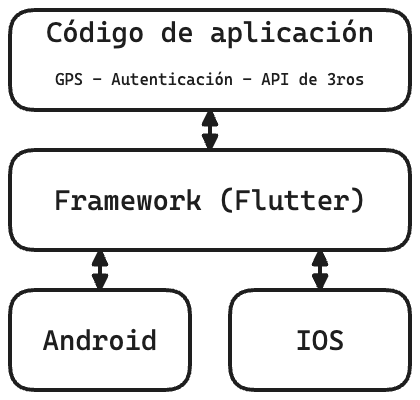 Código de aplicación
GPS - Autenticación - API de 3ros
Framework (Flutter)
Android
IOS